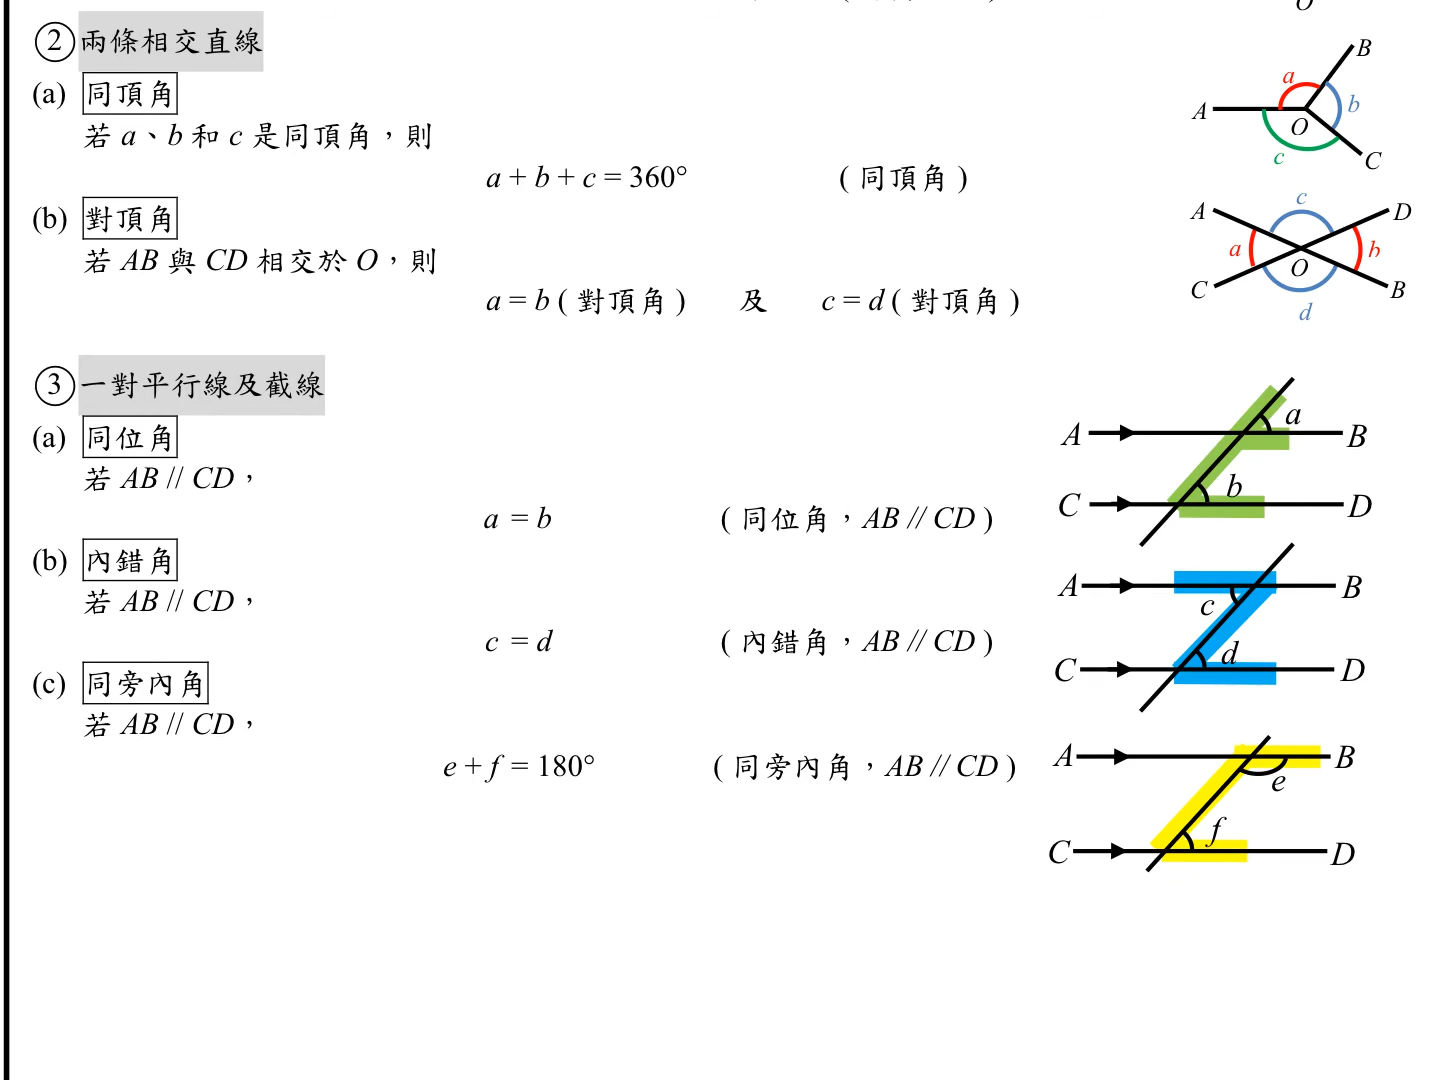 O
② 兩條相交直線
(a) 同頂角
若 a、b 和 c 是同頂角，則
a + b + c = 360° ( 同頂角 )
A B C O a b c
(b) 對頂角
若 AB 與 CD 相交於 O，則
a = b ( 對頂角 ) 及 c = d ( 對頂角 )
A D C B O a b c d
③ 一對平行線及截線
(a) 同位角
若 AB // CD，
a = b ( 同位角，AB // CD )
A B C D a b
(b) 內錯角
若 AB // CD，
c = d ( 內錯角，AB // CD )
A B C D c d
(c) 同旁內角
若 AB // CD，
e + f = 180° ( 同旁內角，AB // CD )
A B C D e f